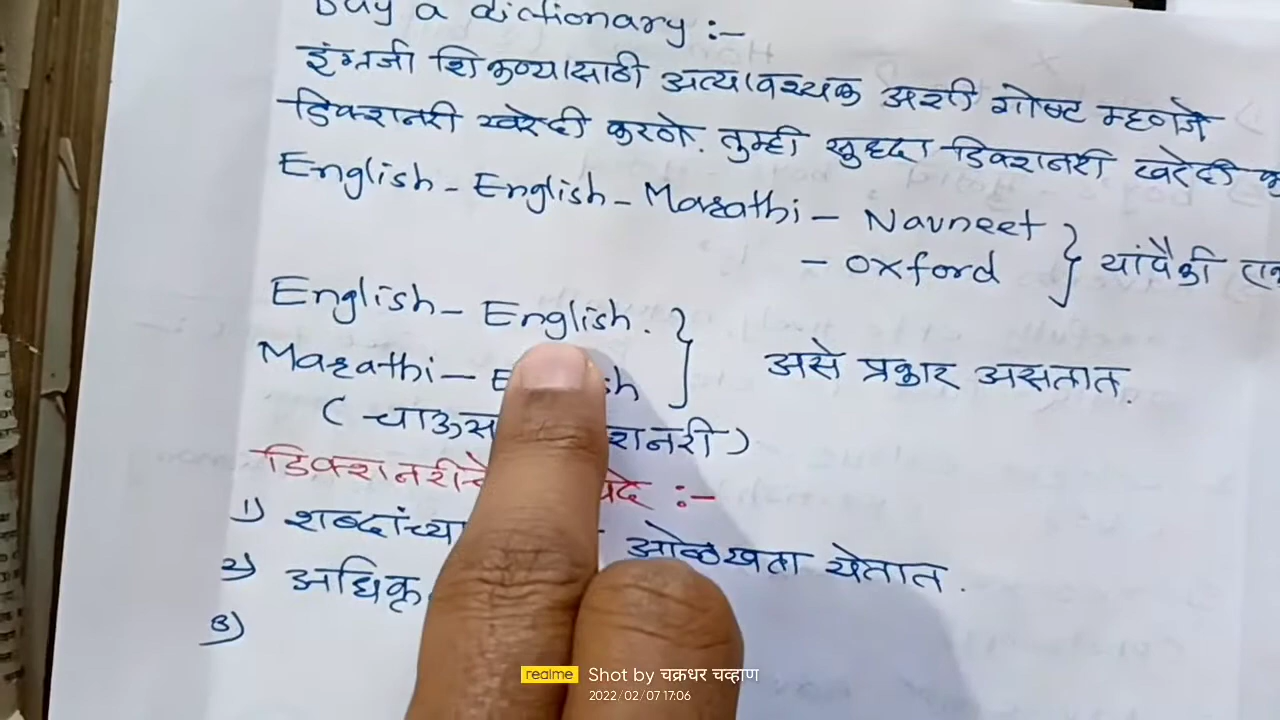 Buy a dictionary :-
इंग्रजी शिकण्यासाठी अत्यावश्यक अशी गोष्ट म्हणजे
डिक्शनरी खरेदी करणे. तुम्ही सुद्धा डिक्शनरी खरेदी
English - English - Marathi - Navneet
- Oxford } यांपैकी
English - English.
Marathi - } असे प्रकार असतात.
(चाऊस
डिक्शनरीचे :-
1) शब्दांच्या ओळखता येतात.
2)
3)
realme Shot by चक्रधर चव्हाण
2022/02/07 17:06